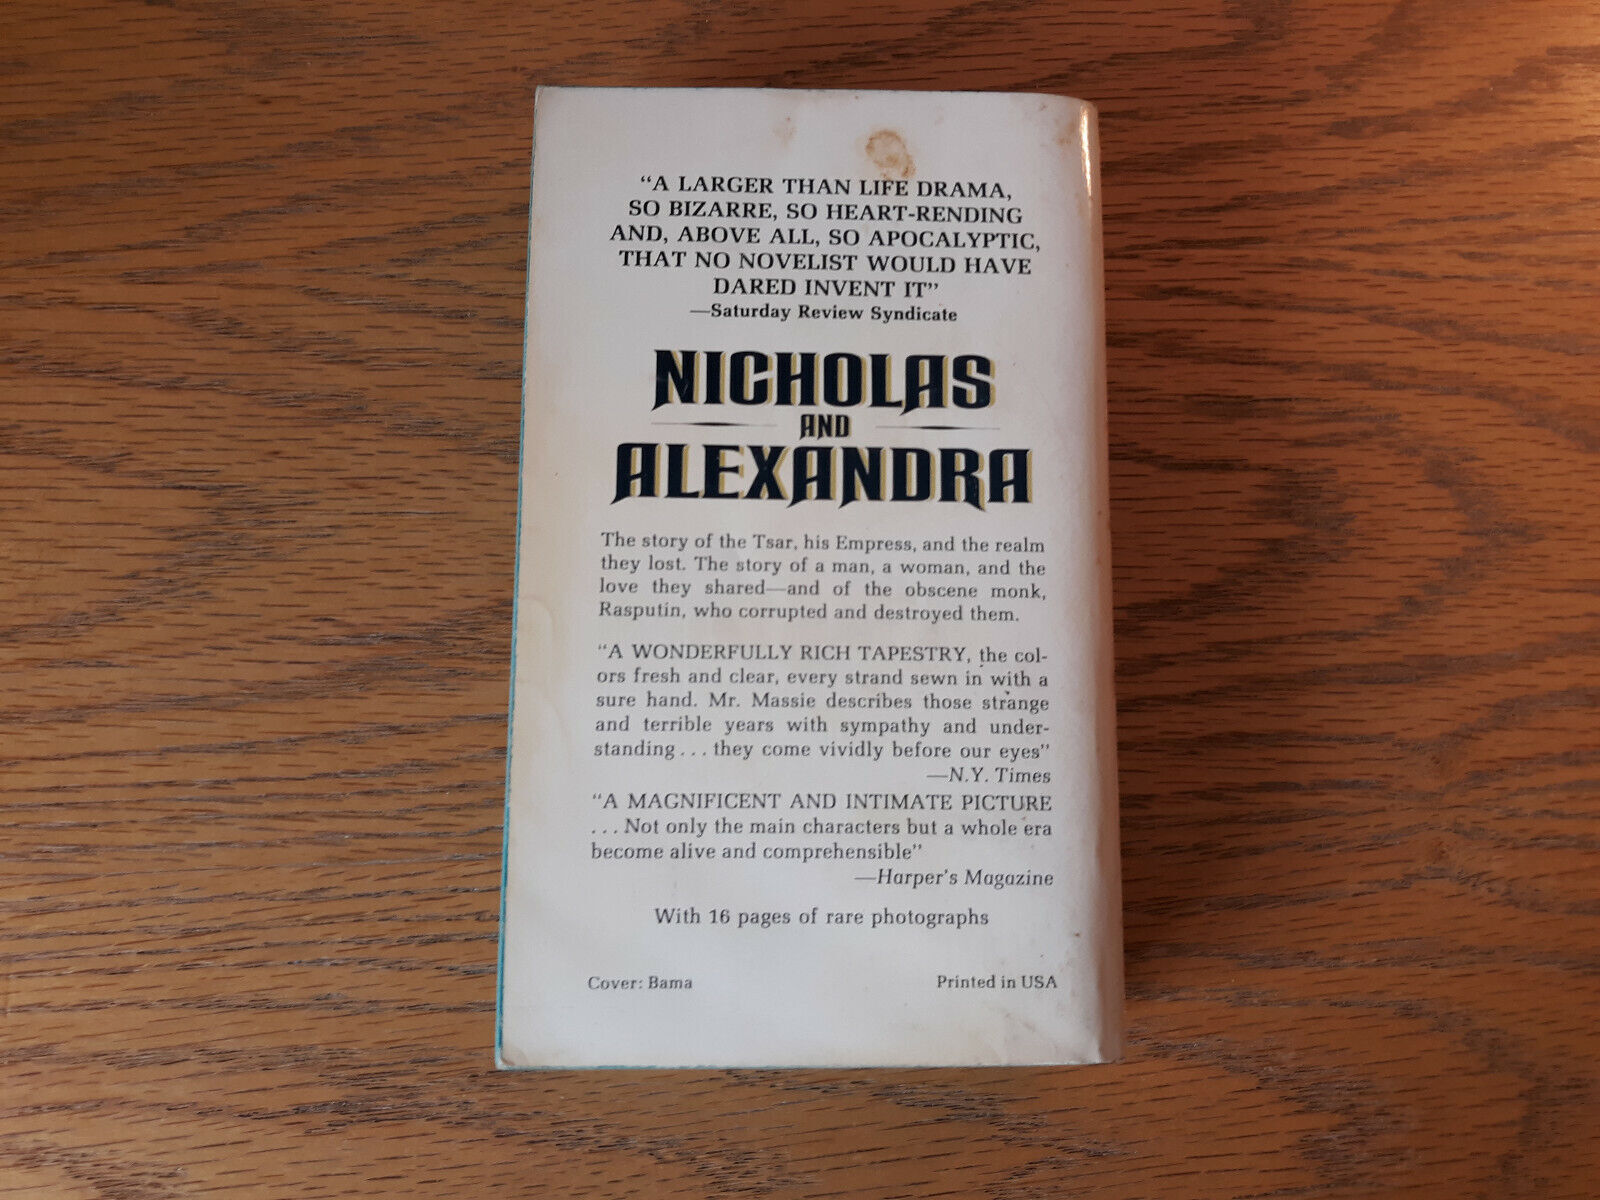 "A LARGER THAN LIFE DRAMA,
SO BIZARRE, SO HEART-RENDING
AND, ABOVE ALL, SO APOCALYPTIC,
THAT NO NOVELIST WOULD HAVE
DARED INVENT IT"
—Saturday Review Syndicate
NICHOLAS
AND
ALEXANDRA
The story of the Tsar, his Empress, and the realm
they lost. The story of a man, a woman, and the
love they shared—and of the obscene monk,
Rasputin, who corrupted and destroyed them.
"A WONDERFULLY RICH TAPESTRY, the col-
ors fresh and clear, every strand sewn in with a
sure hand. Mr. Massie describes those strange
and terrible years with sympathy and under-
standing . . . they come vividly before our eyes"
—N.Y. Times
"A MAGNIFICENT AND INTIMATE PICTURE
. . . Not only the main characters but a whole era
become alive and comprehensible"
—Harper's Magazine
With 16 pages of rare photographs
Cover: Bama
Printed in USA